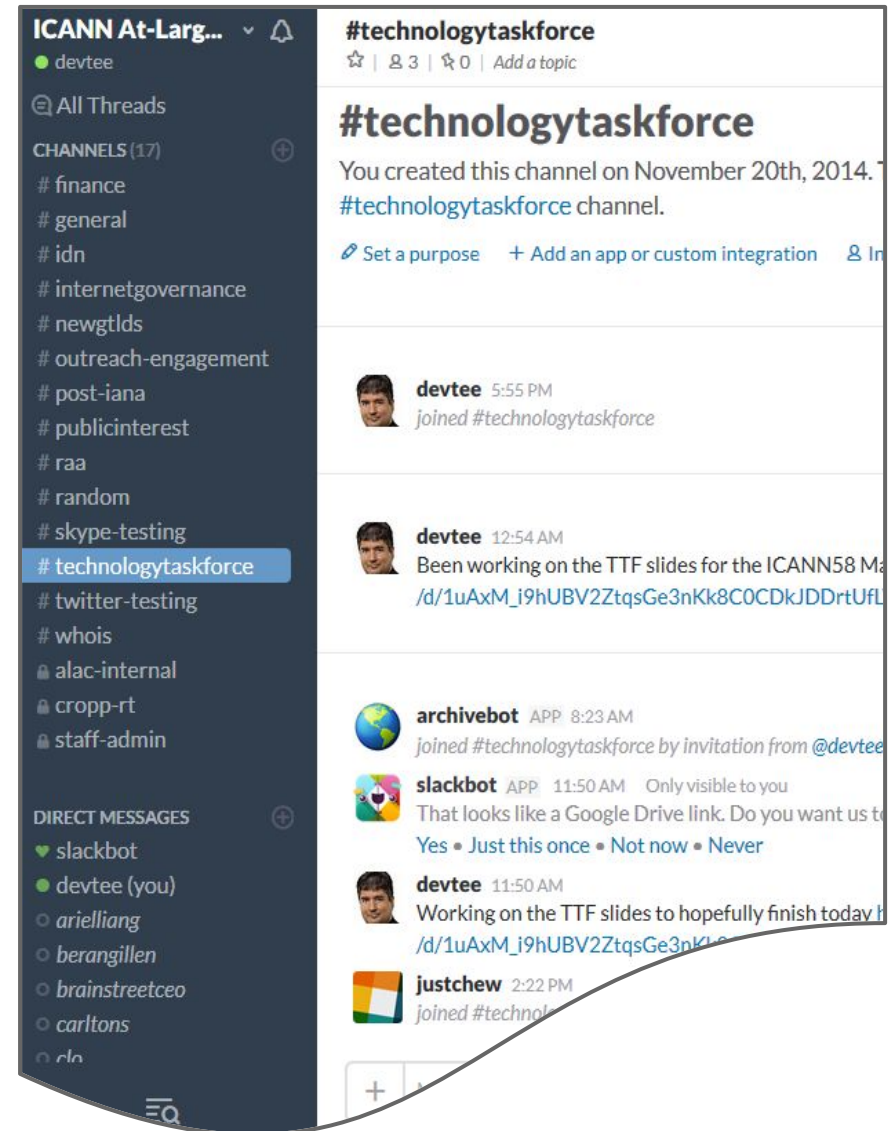 ICANN At-Larg...
devtee
All Threads
CHANNELS (17)
# finance
# general
# idn
# internetgovernance
# newgtlds
# outreach-engagement
# post-iana
# publicinterest
# raa
# random
# skype-testing
# technologytaskforce
# twitter-testing
# whois
alac-internal
cropp-rt
staff-admin
DIRECT MESSAGES
slackbot
devtee (you)
arielliang
berangillen
brainstreetceo
carltons
clo
#technologytaskforce
3 | 0 | Add a topic
#technologytaskforce
You created this channel on November 20th, 2014.
#technologytaskforce channel.
Set a purpose + Add an app or custom integration
devtee 5:55 PM
joined #technologytaskforce
devtee 12:54 AM
Been working on the TTF slides for the ICANN58
/d/1uAxM_i9hUBV2ZtqsGe3nKk8C0CDkJDDrtUfL
archivebot APP 8:23 AM
joined #technologytaskforce by invitation from @devtee
slackbot APP 11:50 AM Only visible to you
That looks like a Google Drive link. Do you want us to
Yes • Just this once • Not now • Never
devtee 11:50 AM
Working on the TTF slides to hopefully finish today
/d/1uAxM_i9hUBV2ZtqsGe3nKk8
justchew 2:22 PM
joined #technolo